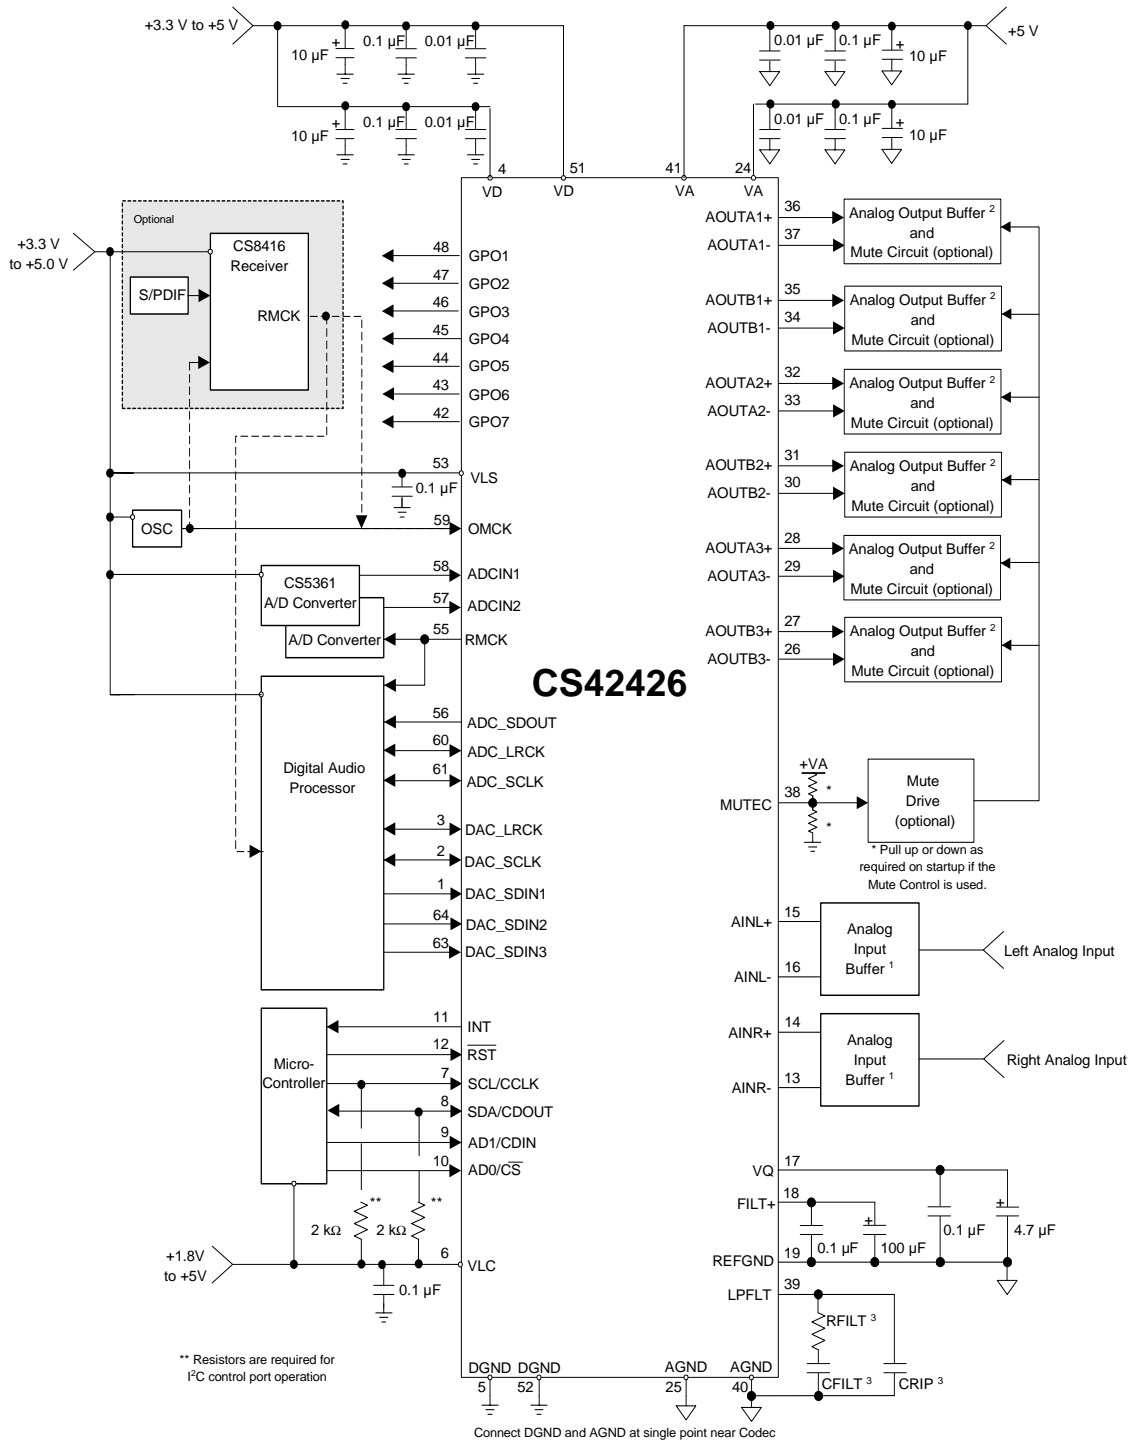 +3.3 V to +5 V
+5 V
10 µF
0.1 µF
0.01 µF
0.01 µF
0.1 µF
10 µF
+
+
10 µF
0.1 µF
0.01 µF
0.01 µF
0.1 µF
10 µF
+
+
4
51
41
24
VD
VD
VA
VA
Optional
+3.3 V
to +5.0 V
CS8416
Receiver
S/PDIF
RMCK
48
GPO1
47
GPO2
46
GPO3
45
GPO4
44
GPO5
43
GPO6
42
GPO7
53
VLS
0.1 µF
OSC
59
OMCK
58
ADCIN1
CS5361
A/D Converter
57
ADCIN2
A/D Converter
55
RMCK
CS42426
Digital Audio
Processor
56
ADC_SDOUT
60
ADC_LRCK
61
ADC_SCLK
3
DAC_LRCK
2
DAC_SCLK
1
DAC_SDIN1
64
DAC_SDIN2
63
DAC_SDIN3
Micro-
Controller
11
INT
12
RST
7
SCL/CCLK
8
SDA/CDOUT
9
AD1/CDIN
10
AD0/CS
**
**
2 kΩ
2 kΩ
+1.8V
to +5V
6
VLC
0.1 µF
** Resistors are required for
I²C control port operation
AOUTA1+
36
AOUTA1-
37
Analog Output Buffer ²
and
Mute Circuit (optional)
AOUTB1+
35
AOUTB1-
34
Analog Output Buffer ²
and
Mute Circuit (optional)
AOUTA2+
32
AOUTA2-
33
Analog Output Buffer ²
and
Mute Circuit (optional)
AOUTB2+
31
AOUTB2-
30
Analog Output Buffer ²
and
Mute Circuit (optional)
AOUTA3+
28
AOUTA3-
29
Analog Output Buffer ²
and
Mute Circuit (optional)
AOUTB3+
27
AOUTB3-
26
Analog Output Buffer ²
and
Mute Circuit (optional)
+VA
*
*
MUTEC
38
Mute
Drive
(optional)
* Pull up or down as
required on startup if the
Mute Control is used.
AINL+
15
AINL-
16
Analog
Input
Buffer ¹
Left Analog Input
AINR+
14
AINR-
13
Analog
Input
Buffer ¹
Right Analog Input
VQ
17
FILT+
18
+
+
0.1 µF
100 µF
0.1 µF
4.7 µF
REFGND
19
LPFLT
39
RFILT ³
CFILT ³
CRIP ³
DGND
DGND
AGND
AGND
5
52
25
40
Connect DGND and AGND at single point near Codec